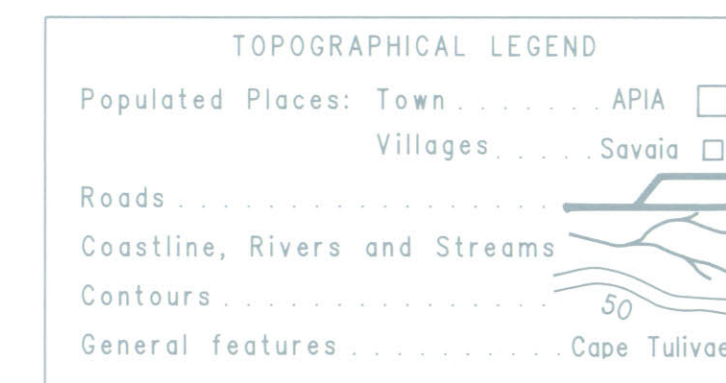 TOPOGRAPHICAL LEGEND
Populated Places: Town . . . . . . . APIA
Villages . . . . . Savaia
Roads . . . . . . . . . . . . . . . . . .
Coastline, Rivers and Streams
Contours . . . . . . . . . . . . . . . . 50
General features . . . . . . . . . . Cape Tulivae